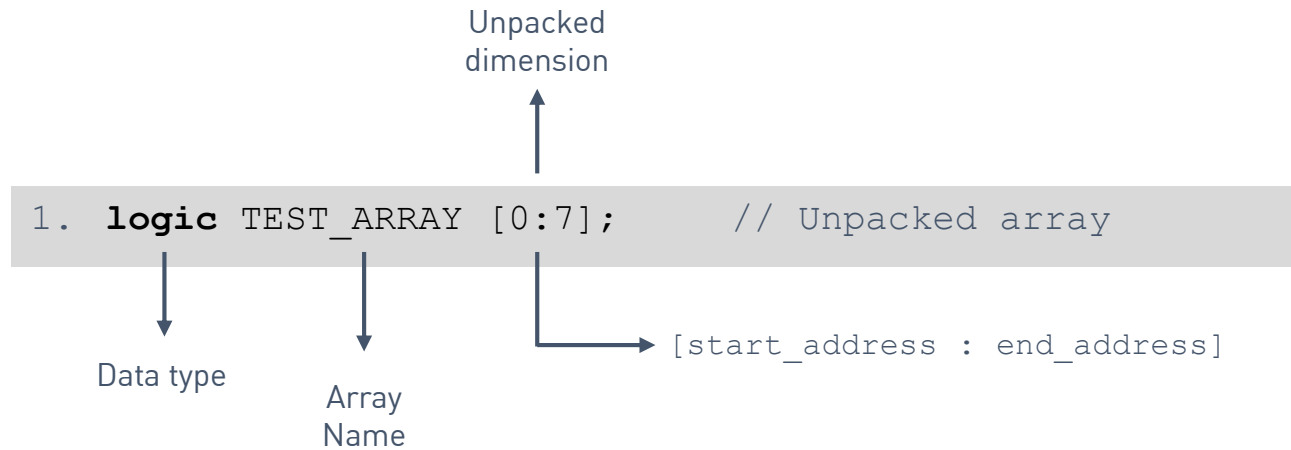 Unpacked
dimension
1. logic TEST_ARRAY [0:7]; // Unpacked array
[start_address : end_address]
Data type
Array
Name